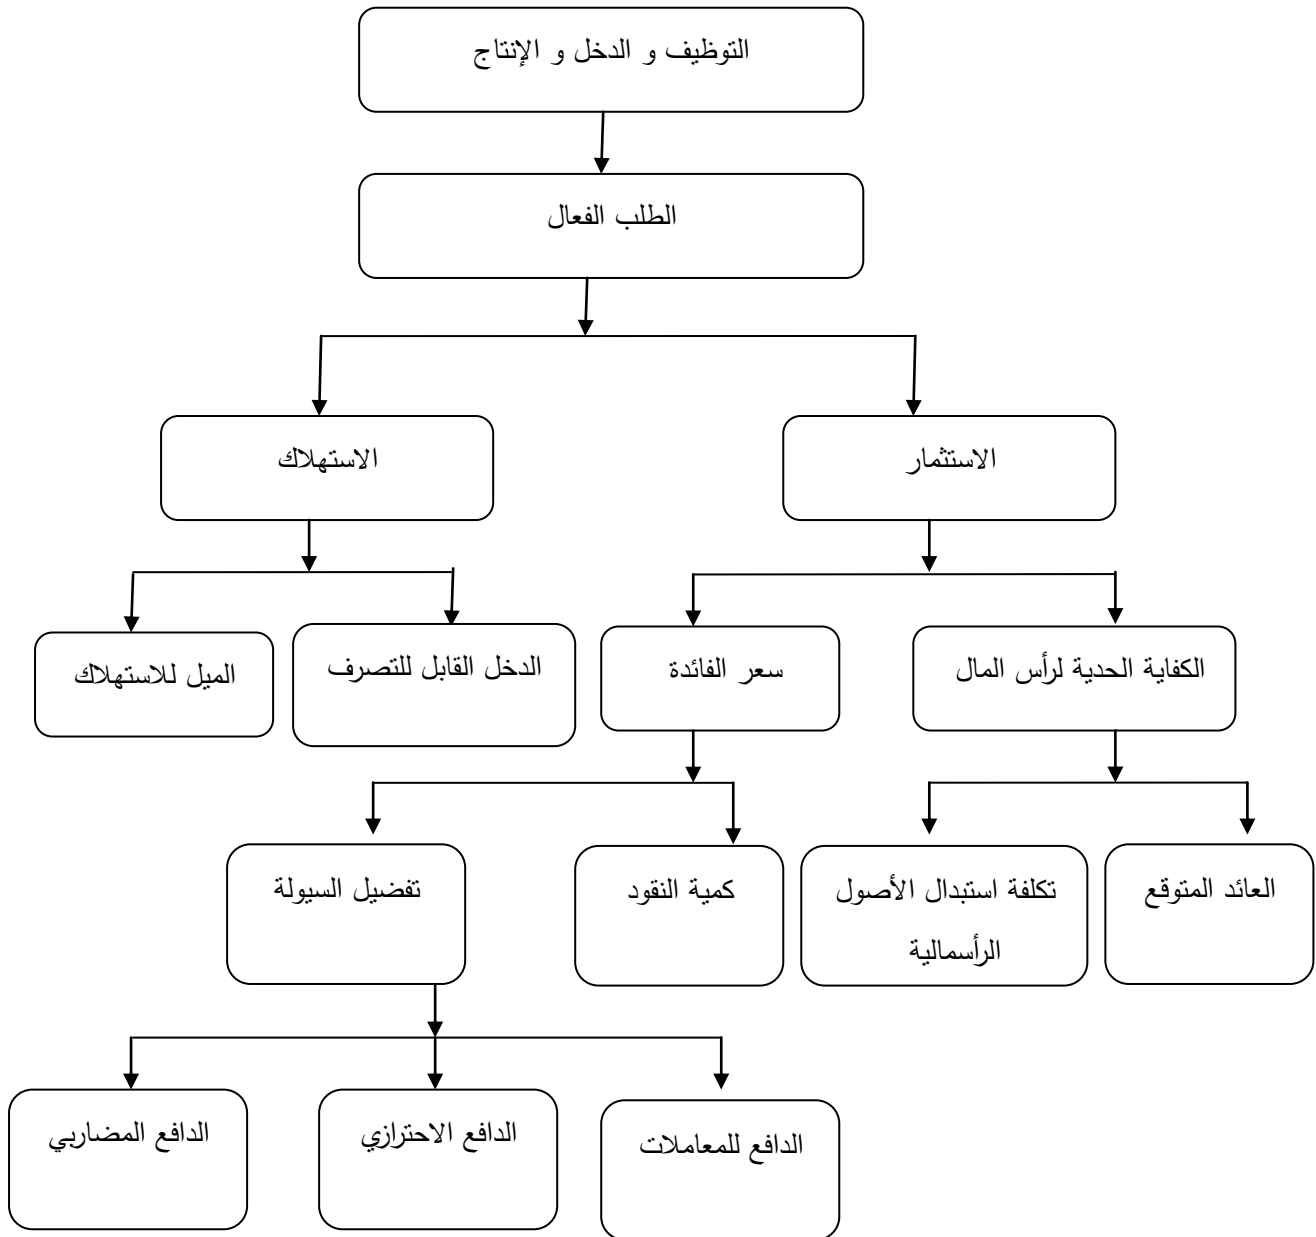 التوظيف و الدخل و الإنتاج
الطلب الفعال
الاستثمار
الاستهلاك
الكفاية الحدية لرأس المال
سعر الفائدة
الدخل القابل للتصرف
الميل للاستهلاك
العائد المتوقع
تكلفة استبدال الأصول
الرأسمالية
كمية النقود
تفضيل السيولة
الدافع للمعاملات
الدافع الاحترازي
الدافع المضاربي